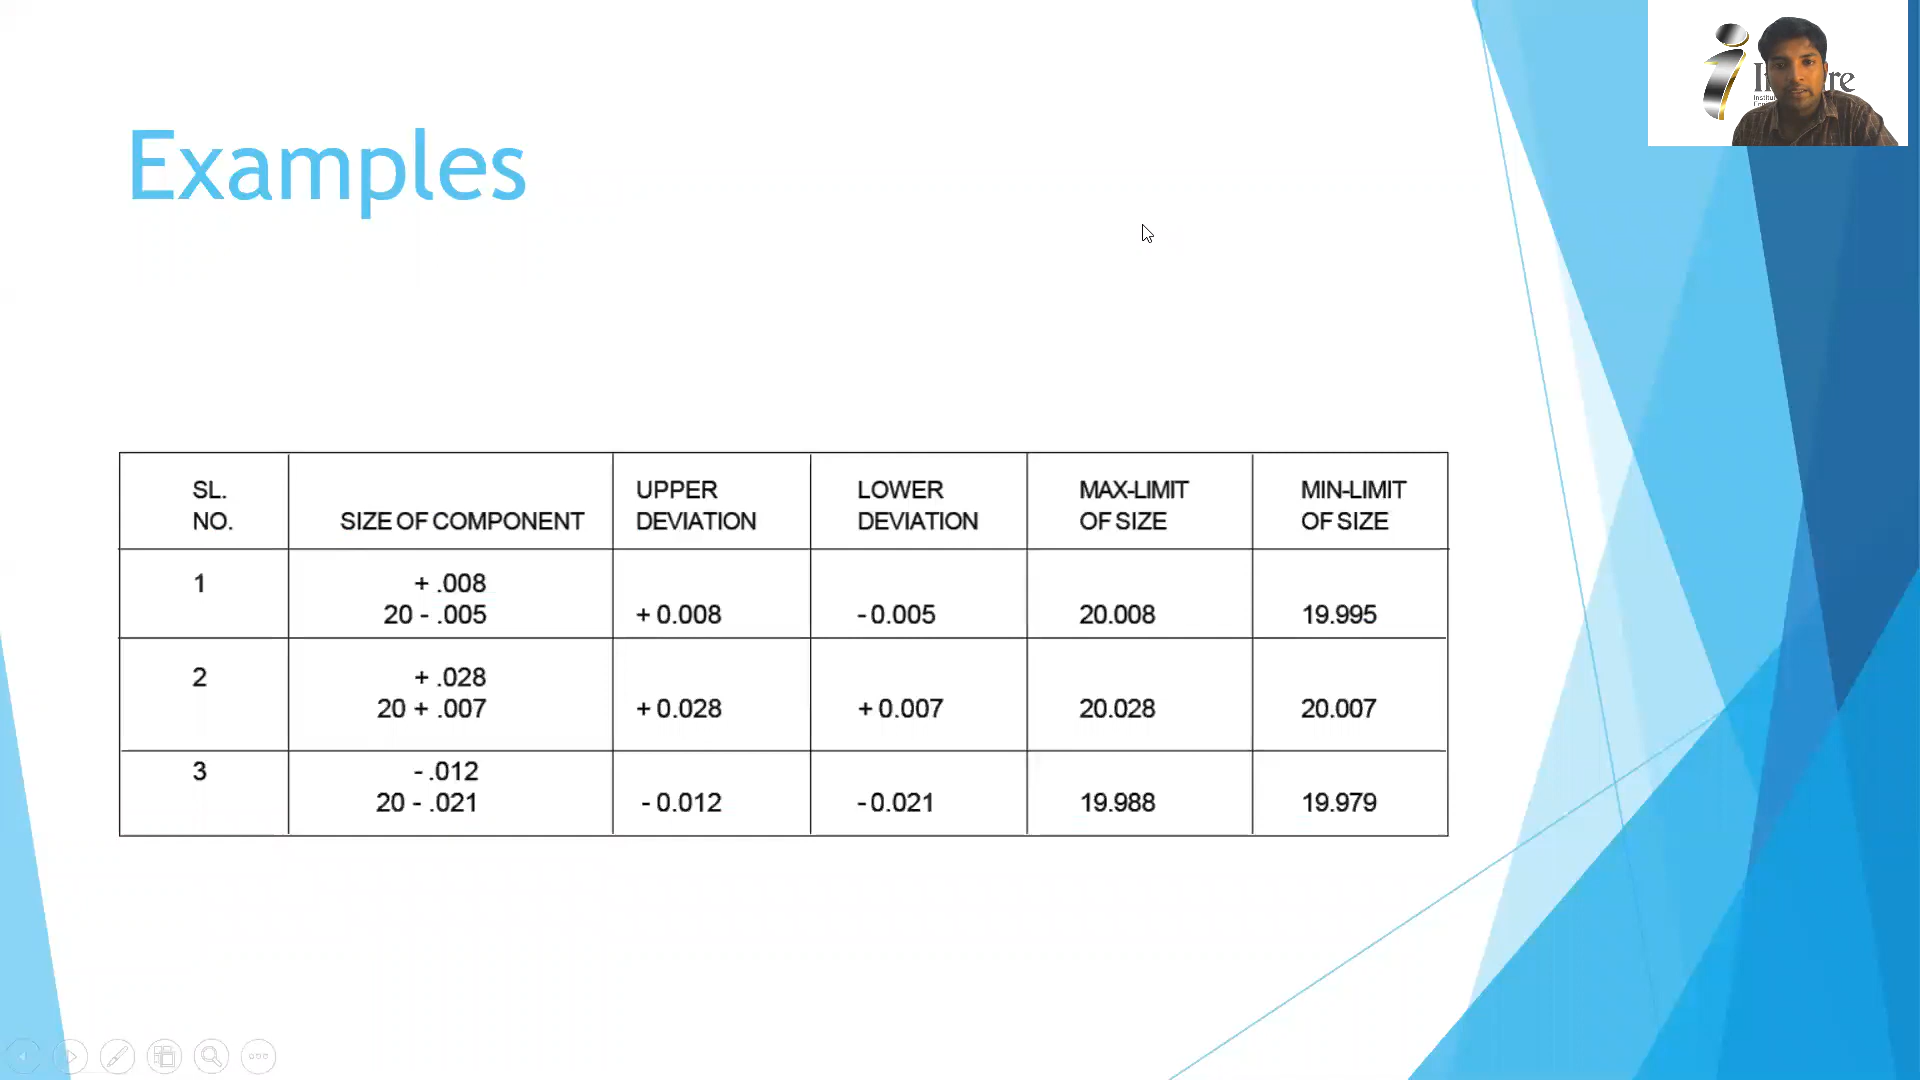 Examples
SL. NO.	SIZE OF COMPONENT	UPPER DEVIATION	LOWER DEVIATION	MAX-LIMIT OF SIZE	MIN-LIMIT OF SIZE
1	+ .008 20 - .005	+ 0.008	- 0.005	20.008	19.995
2	+ .028 20 + .007	+ 0.028	+ 0.007	20.028	20.007
3	- .012 20 - .021	- 0.012	- 0.021	19.988	19.979